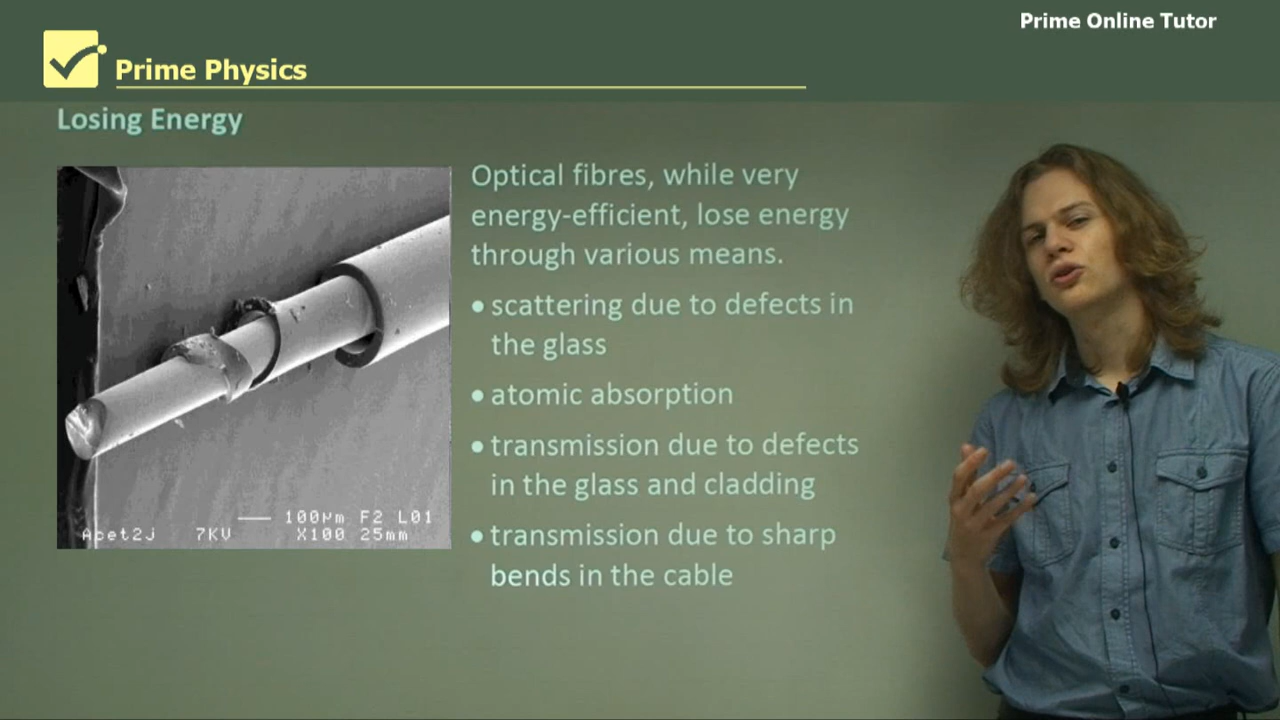 Prime Online Tutor
Prime Physics
Losing Energy
Optical fibres, while very
energy-efficient, lose energy
through various means.
• scattering due to defects in
the glass
• atomic absorption
• transmission due to defects
in the glass and cladding
• transmission due to sharp
bends in the cable
100µm F2 L01
Acet2j 7KV X100 25mm